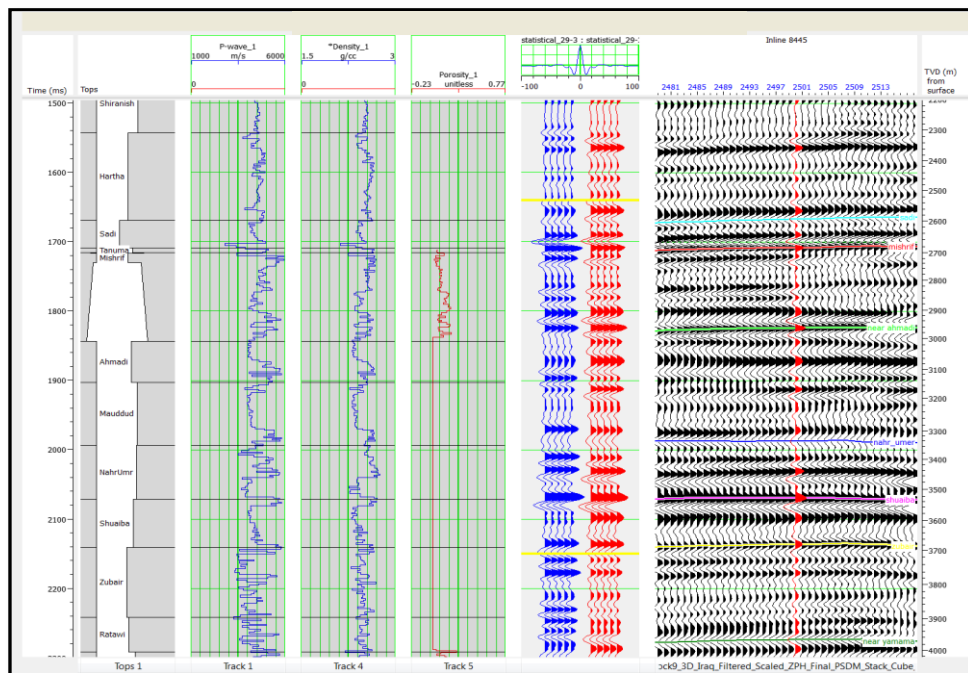 statistical_29-3 : statistical_29-
P-wave_1
*Density_1
Inline 8445
1000 m/s 6000
1.5 g/cc 3
Porosity_1
TVD (m)
from
surface
-0.23 unitless 0.77
0
0
-100 0 100
2481 2485 2489 2493 2497 2501 2505 2509 2513
Time (ms) Tops
1500
1600
1700
1800
1900
2000
2100
2200
Shiranish
Hartha
Sadi
Tanuma
Mishrif
Ahmadi
Mauddud
NahrUmr
Shuaiba
Zubair
Ratawi
mishrif
near ahmadi
nahr_umer
shuaiba
near yamama
2300
2400
2500
2600
2700
2800
2900
3000
3100
3200
3300
3400
3500
3600
3700
3800
3900
4000
Tops 1
Track 1
Track 4
Track 5
ock9_3D_Iraq_Filtered_Scaled_ZPH_Final_PSDM_Stack_Cube_